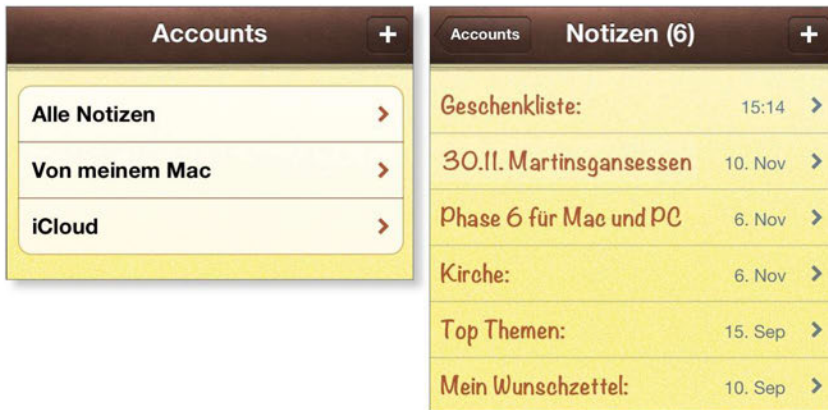 Accounts +
Alle Notizen
Von meinem Mac
iCloud
Accounts Notizen (6) +
Geschenkliste: 15:14
30.11. Martinsgansessen 10. Nov
Phase 6 für Mac und PC 6. Nov
Kirche: 6. Nov
Top Themen: 15. Sep
Mein Wunschzettel: 10. Sep